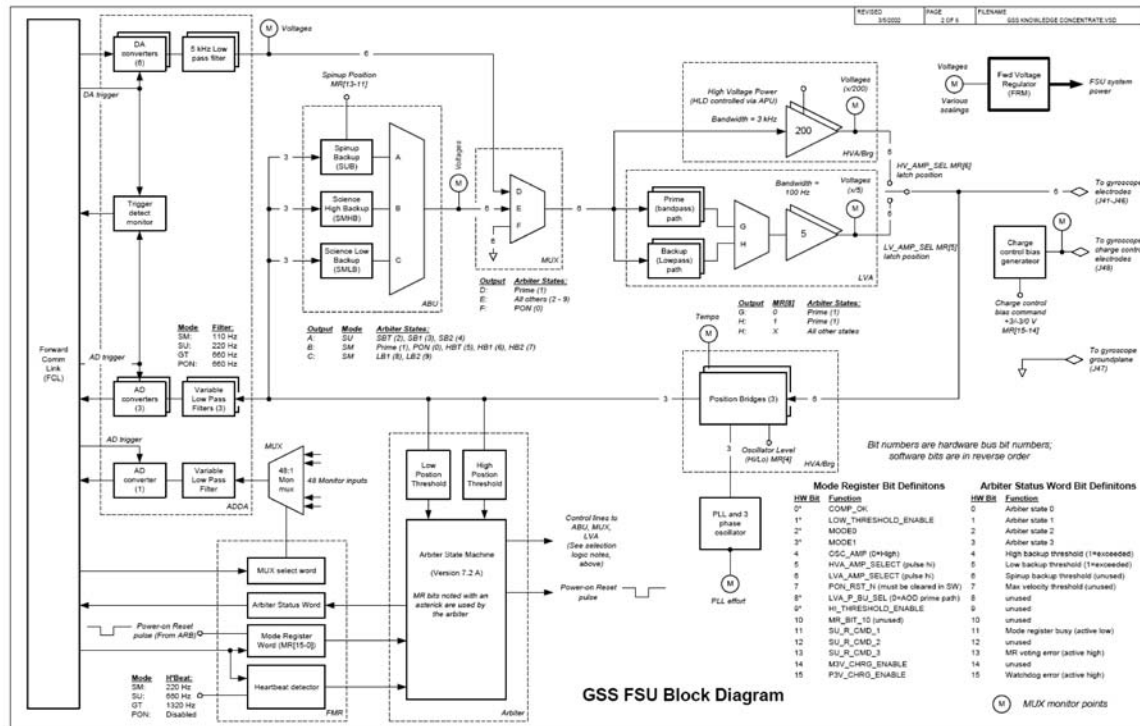 REVISED
3/5/2002
PAGE
2 OF 6
FILENAME
GSS KNOWLEDGE CONCENTRATE.VSD
DA converters (6)
5 kHz Low pass filter
M
Voltages
6
DA trigger
Spinup Position
MR[13-11]
3
Spinup Backup (SUB)
A
3
Science High Backup (SMHB)
B
3
Science Low Backup (SMLB)
C
ABU
Voltages
M
6
6
D
E
F
6
MUX
6
High Voltage Power
(HLD controlled via APU)
Bandwidth = 3 kHz
200
Voltages
(x/200)
M
HVA/Brg
6
HV_AMP_SEL MR[6]
latch position
Prime (bandpass) path
Backup (Lowpass) path
G
H
Bandwidth =
100 Hz
5
Voltages
(x/5)
M
LVA
6
LV_AMP_SEL MR[5]
latch position
Voltages
M
Various
scalings
Fwd Voltage Regulator (FRM)
FSU system
power
6
To gyroscope
electrodes
(J41-J46)
M
Charge control bias generator
To gyroscope
charge control
electrodes
(J48)
Charge control
bias command
+3/-3/0 V
MR[15-14]
To gyroscope
groundplane
(J47)
Trigger detect monitor
Output Arbiter States:
D: Prime (1)
E: All others (2 - 9)
F: PON (0)
Output MR[8] Arbiter States:
G: 0 Prime (1)
H: 1 Prime (1)
H: X All other states
Output Mode Arbiter States:
A: SU SBT (2), SB1 (3), SB2 (4)
B: SM Prime (1), PON (0), HBT (5), HB1 (6), HB2 (7)
C: SM LB1 (8), LB2 (9)
Mode Filter:
SM: 110 Hz
SU: 220 Hz
GT 660 Hz
PON: 660 Hz
Forward Comm Link (FCL)
AD trigger
AD converters (3)
Variable Low Pass Filters (3)
3
Temps
M
Position Bridges (3)
6
Oscillator Level
(Hi/Lo) MR[4]
3
HVA/Brg
AD trigger
AD converter (1)
Variable Low Pass Filter
ADDA
MUX
48:1 Mon mux
48 Monitor inputs
Low Postion Threshold
High Postion Threshold
PLL and 3 phase oscillator
M
PLL effort
Arbiter State Machine
(Version 7.2 A)
MR bits noted with an asterick are used by the arbiter
Control lines to
ABU, MUX,
LVA
(See selection
logic notes,
above)
Power-on Reset
pulse
MUX select word
Arbiter Status Word
Power-on Reset
pulse (From ARB)
Mode Register Word (MR[15-0])
Heartbeat detector
FMR
Arbiter
Mode H'Beat:
SM: 220 Hz
SU: 660 Hz
GT 1320 Hz
PON: Disabled
Bit numbers are hardware bus bit numbers;
software bits are in reverse order
Mode Register Bit Definitons
HW Bit Function
0* COMP_OK
1* LOW_THRESHOLD_ENABLE
2* MODE0
3* MODE1
4 OSC_AMP (0=High)
5 HVA_AMP_SELECT (pulse hi)
6 LVA_AMP_SELECT (pulse hi)
7 PON_RST_N (must be cleared in SW)
8* LVA_P_BU_SEL (0=AOD prime path)
9* HI_THRESHOLD_ENABLE
10 MR_BIT_10 (unused)
11 SU_R_CMD_1
12 SU_R_CMD_2
13 SU_R_CMD_3
14 M3V_CHRG_ENABLE
15 P3V_CHRG_ENABLE
Arbiter Status Word Bit Definitons
HW Bit Function
0 Arbiter state 0
1 Arbiter state 1
2 Arbiter state 2
3 Arbiter state 3
4 High backup threshold (1=exceeded)
5 Low backup threshold (1=exceeded)
6 Spinup backup threshold (unused)
7 Max velocity threshold (unused)
8 unused
9 unused
10 unused
11 Mode register busy (active low)
12 unused
13 MR voting error (active high)
14 unused
15 Watchdog error (active high)
GSS FSU Block Diagram
M MUX monitor points